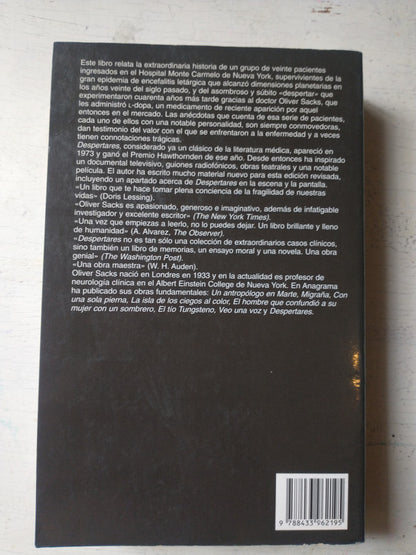 Este libro relata la extraordinaria historia de un grupo de veinte pacientes
ingresados en el Hospital Monte Carmelo de Nueva York, supervivientes de la
gran epidemia de encefalitis letárgica que alcanzó dimensiones planetarias en
los años veinte del siglo pasado, y del asombroso y súbito «despertar» que
experimentaron cuarenta años más tarde gracias al doctor Oliver Sacks, que
les administró L-dopa, un medicamento de reciente aparición por aquel
entonces en el mercado. Las anécdotas que cuenta de esa serie de pacientes,
cada uno de ellos con una notable personalidad, son siempre conmovedoras,
dan testimonio del valor con el que se enfrentaron a la enfermedad y a veces
tienen connotaciones trágicas.
Despertares, considerado ya un clásico de la literatura médica, apareció en
1973 y ganó el Premio Hawthornden de ese año. Desde entonces ha inspirado
un documental televisivo, guiones radiofónicos, obras teatrales y una notable
película. El autor ha escrito mucho material nuevo para esta edición revisada,
incluyendo un apartado acerca de Despertares en la escena y la pantalla.
«Un libro que te hace tomar plena conciencia de la fragilidad de nuestras
vidas» (Doris Lessing).
«Oliver Sacks es apasionado, generoso e imaginativo, además de infatigable
investigador y excelente escritor» (The New York Times).
«Una vez que empiezas a leerlo, no lo puedes dejar. Un libro brillante y lleno
de humanidad» (A. Alvarez, The Observer).
«Despertares no es tan sólo una colección de extraordinarios casos clínicos,
sino también un libro de memorias, un ensayo moral y una novela. Una obra
genial» (The Washington Post).
«Una obra maestra» (W. H. Auden).
Oliver Sacks nació en Londres en 1933 y en la actualidad es profesor de
neurología clínica en el Albert Einstein College de Nueva York. En Anagrama
ha publicado sus obras fundamentales: Un antropólogo en Marte, Migraña, Con
una sola pierna, La isla de los ciegos al color, El hombre que confundió a su
mujer con un sombrero, El tío Tungsteno, Veo una voz y Despertares.
9 788433 962195